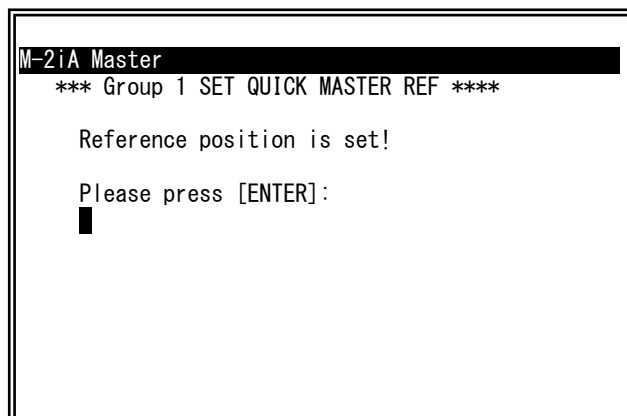 M-2iA Master
*** Group 1 SET QUICK MASTER REF ****
Reference position is set!
Please press [ENTER]: